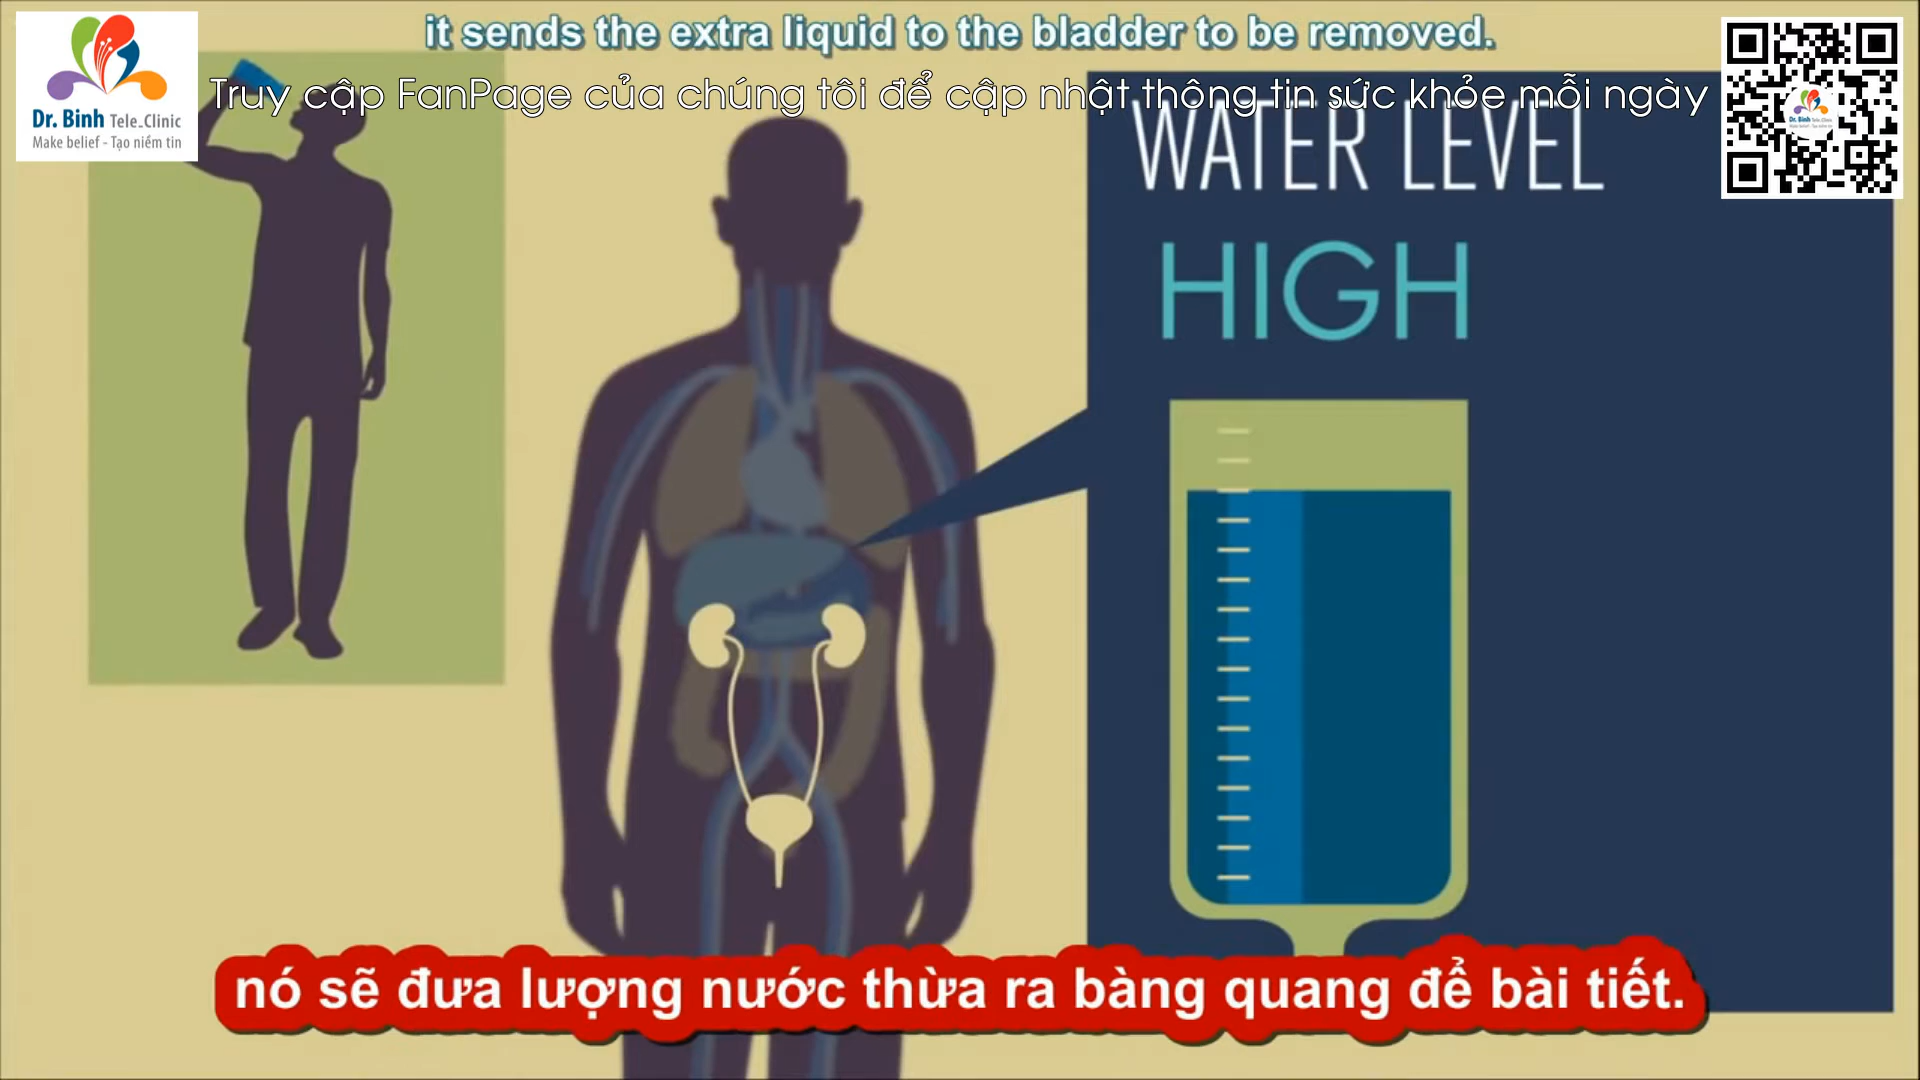 it sends the extra liquid to the bladder to be removed.
Truy cập FanPage của chúng tôi để cập nhật thông tin sức khỏe mỗi ngày
Dr. Binh Tele_Clinic
Make belief - Tạo niềm tin
WATER LEVEL
HIGH
nó sẽ đưa lượng nước thừa ra bàng quang để bài tiết.